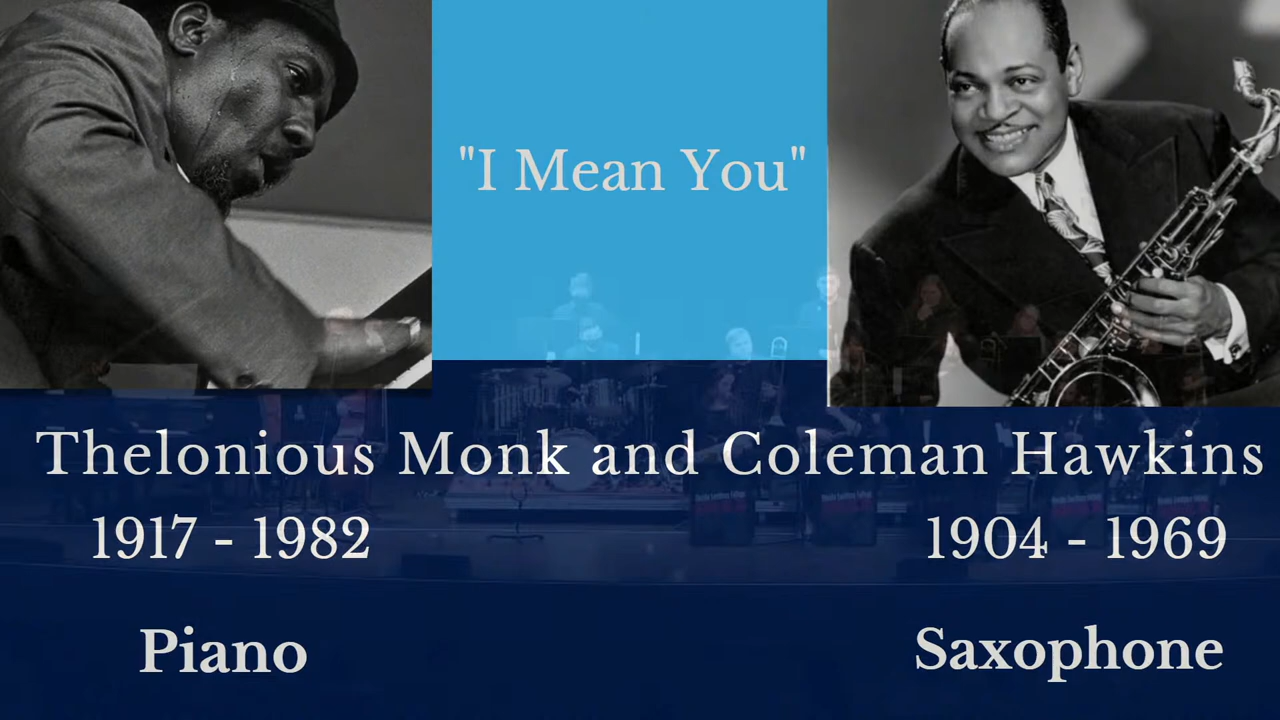 "I Mean You"
Thelonious Monk and Coleman Hawkins
1917 - 1982 1904 - 1969
Piano Saxophone